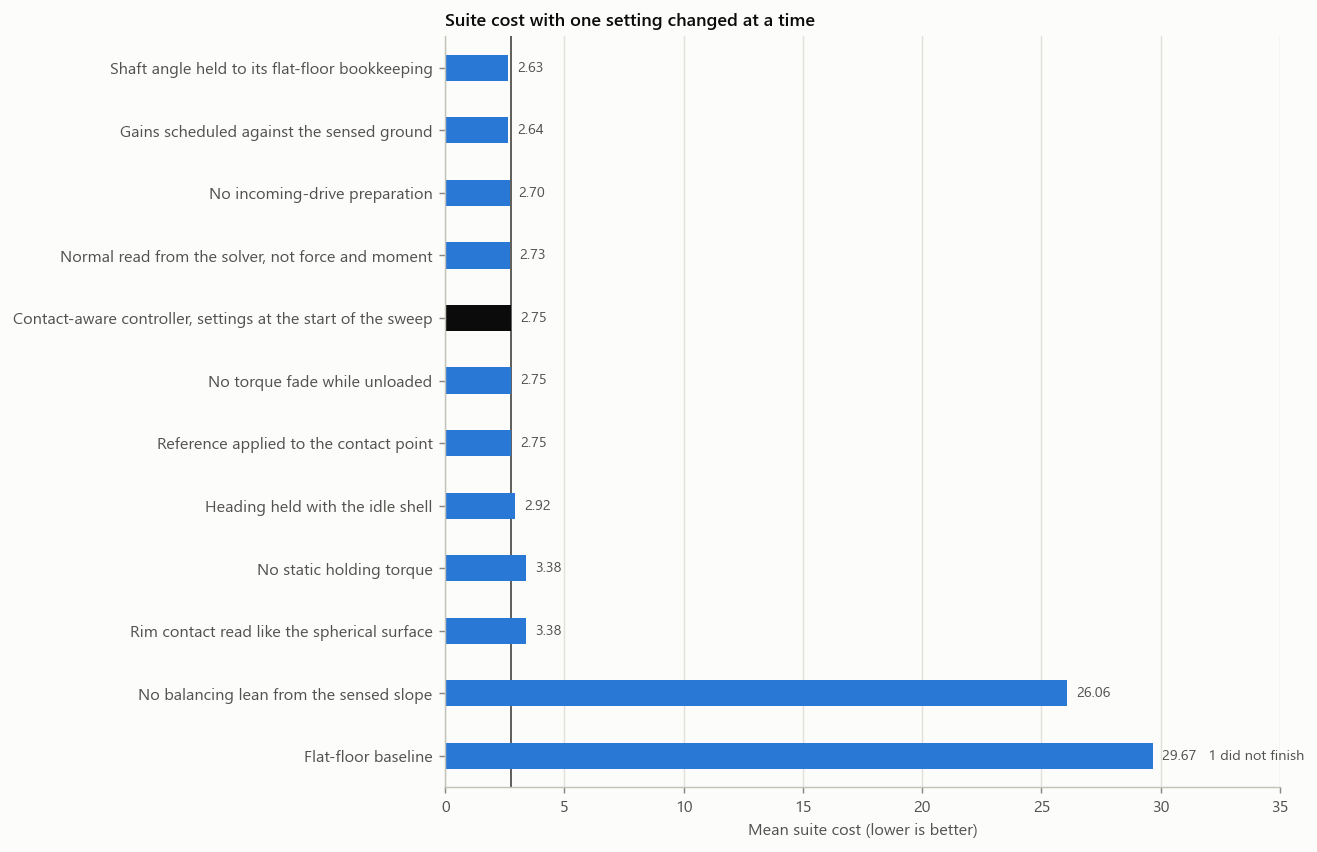 Suite cost with one setting changed at a time
Shaft angle held to its flat-floor bookkeeping 2.63
Gains scheduled against the sensed ground 2.64
No incoming-drive preparation 2.70
Normal read from the solver, not force and moment 2.73
Contact-aware controller, settings at the start of the sweep 2.75
No torque fade while unloaded 2.75
Reference applied to the contact point 2.75
Heading held with the idle shell 2.92
No static holding torque 3.38
Rim contact read like the spherical surface 3.38
No balancing lean from the sensed slope 26.06
Flat-floor baseline 29.67 1 did not finish
0 5 10 15 20 25 30 35
Mean suite cost (lower is better)